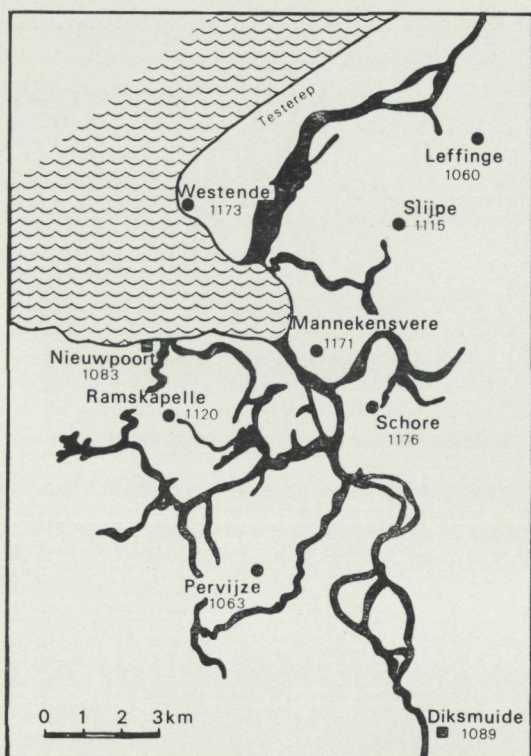 Testerep
Leffinge
1060
Westende
1173
Slijpe
1115
Mannekensvere
1171
Nieuwpoort
1083
Ramskapelle
1120
Schore
1176
Pervijze
1063
0 1 2 3km
Diksmuide
1089